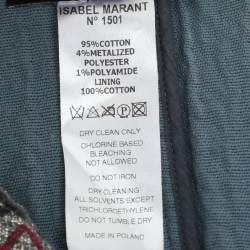 ISABEL MARANT
N° 1501
95%COTTON
4%METALIZED
POLYESTER
1%POLYAMIDE
LINING
100%COTTON
DRY CLEAN ONLY
CHLORINE BASED
BLEACHING
NOT ALLOWED
DO NOT IRON
DRY CLEANING
ALL SOLVENTS EXCEPT
TRICHLOROETHYLENE
DO NOT TUMBLE DRY
MADE IN POLAND